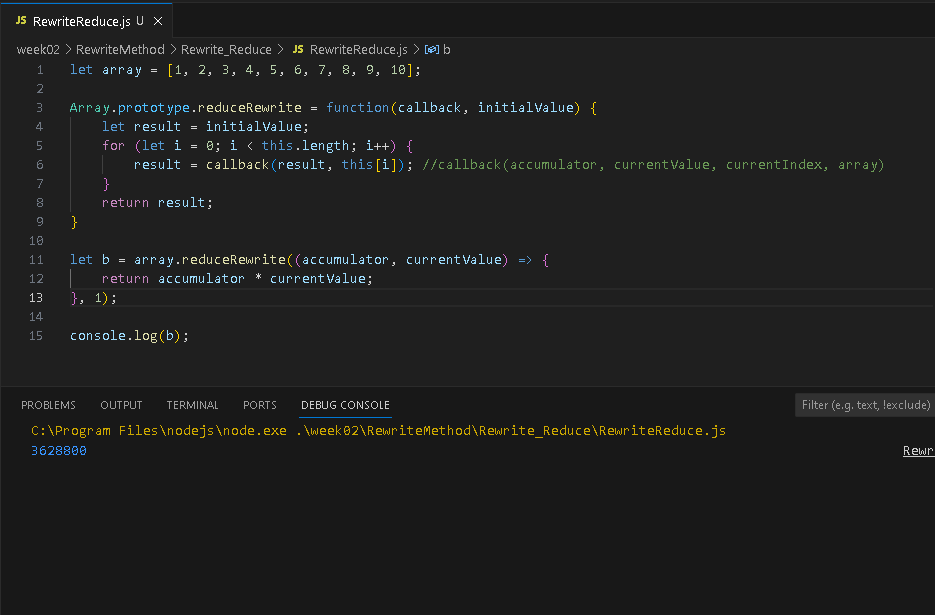 JS RewriteReduce.js U ×
week02 > RewriteMethod > Rewrite_Reduce > JS RewriteReduce.js > b
1 let array = [1, 2, 3, 4, 5, 6, 7, 8, 9, 10];
2
3 Array.prototype.reduceRewrite = function(callback, initialValue) {
4     let result = initialValue;
5     for (let i = 0; i < this.length; i++) {
6         result = callback(result, this[i]); //callback(accumulator, currentValue, currentIndex, array)
7     }
8     return result;
9 }
10
11 let b = array.reduceRewrite((accumulator, currentValue) => {
12     return accumulator * currentValue;
13 }, 1);
14
15 console.log(b);
PROBLEMS OUTPUT TERMINAL PORTS DEBUG CONSOLE Filter (e.g. text, !exclude)
C:\Program Files\nodejs\node.exe .\week02\RewriteMethod\Rewrite_Reduce\RewriteReduce.js
3628800 Rewr